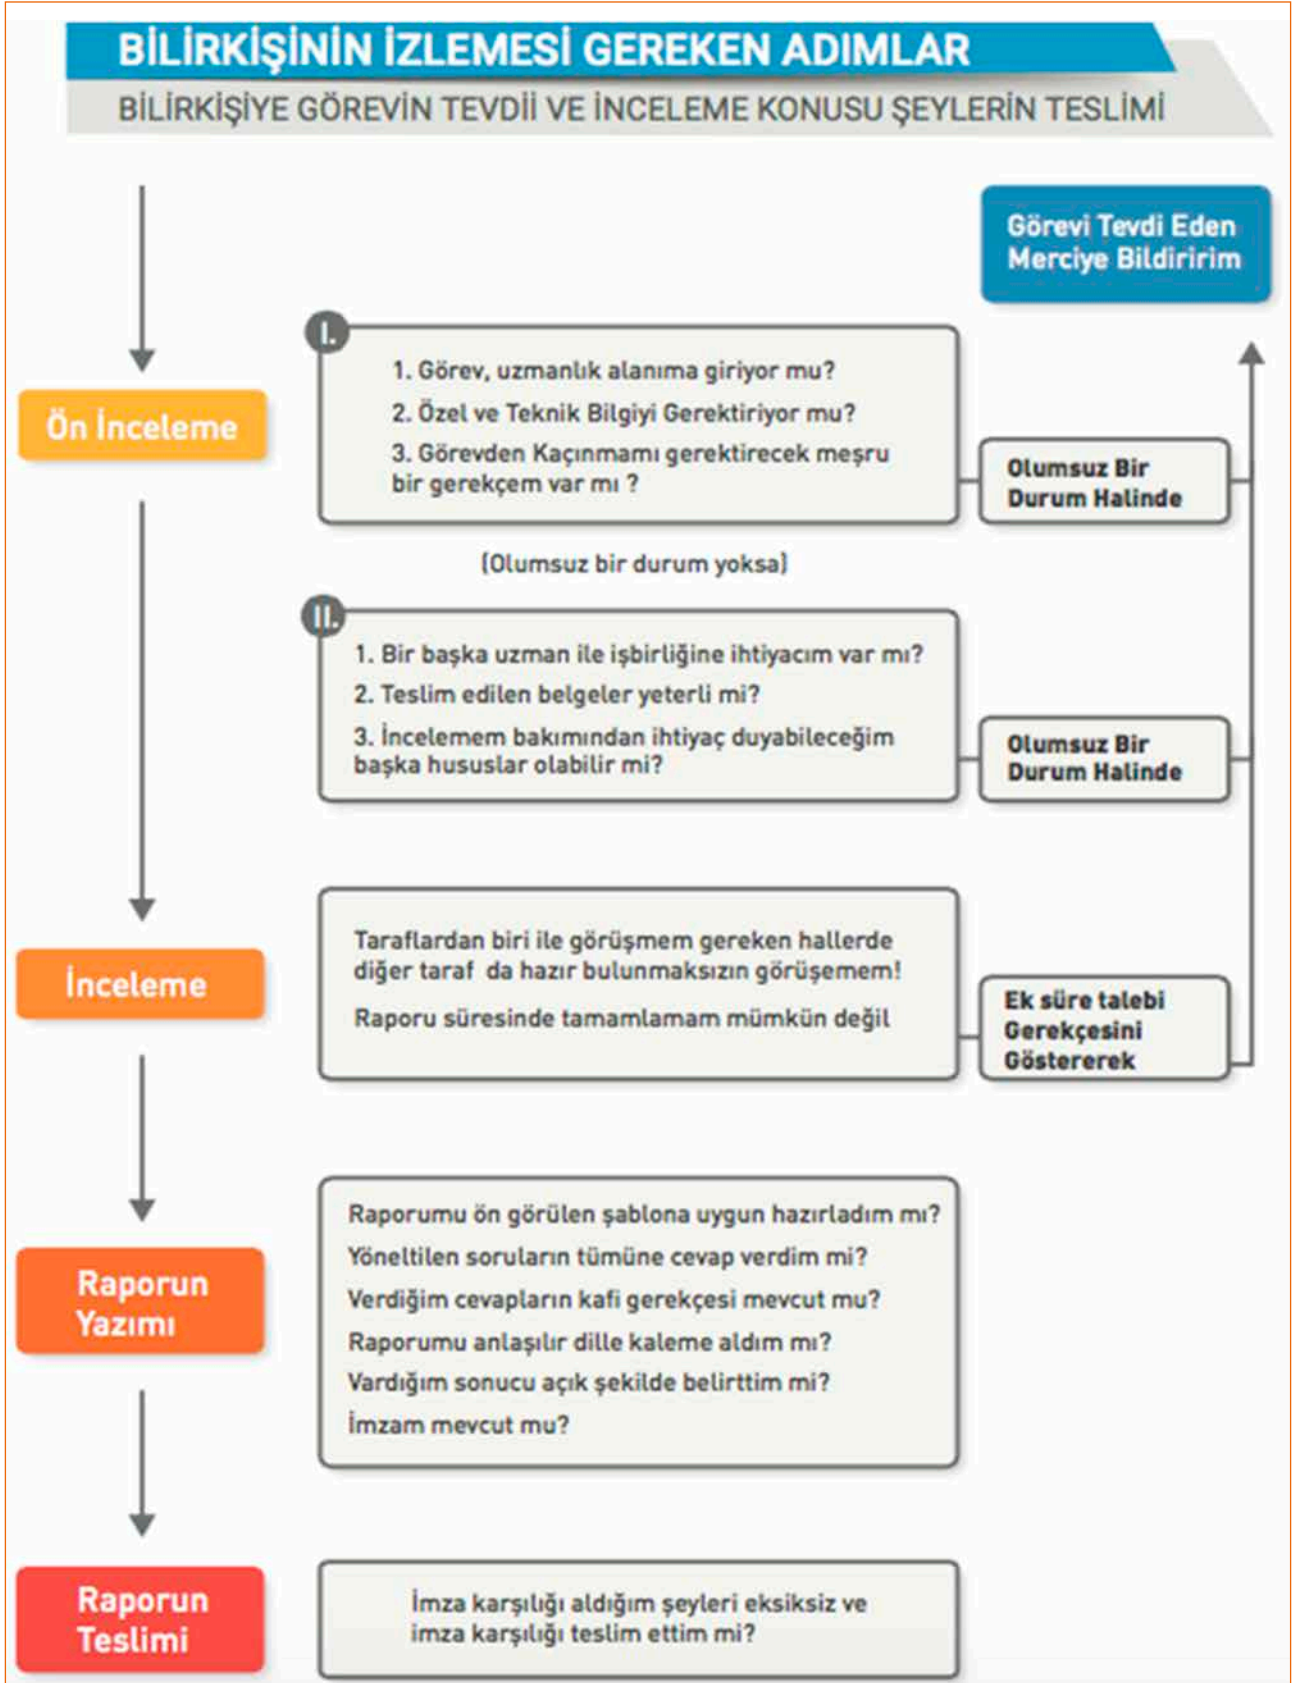 BİLİRKİŞİNİN İZLEMESİ GEREKEN ADIMLAR
BİLİRKİŞİYE GÖREVİN TEVDİİ VE İNCELEME KONUSU ŞEYLERİN TESLİMİ
Görevi Tevdi Eden
Merciye Bildiririm
Ön İnceleme
I.
1. Görev, uzmanlık alanıma giriyor mu?
2. Özel ve Teknik Bilgiyi Gerektiriyor mu?
3. Görevden Kaçınmamı gerektirecek meşru
bir gerekçem var mı ?
Olumsuz Bir
Durum Halinde
(Olumsuz bir durum yoksa)
II.
1. Bir başka uzman ile işbirliğine ihtiyacım var mı?
2. Teslim edilen belgeler yeterli mi?
3. İncelemem bakımından ihtiyaç duyabileceğim
başka hususlar olabilir mi?
Olumsuz Bir
Durum Halinde
İnceleme
Taraflardan biri ile görüşmem gereken hallerde
diğer taraf da hazır bulunmaksızın görüşemem!
Raporu süresinde tamamlamam mümkün değil
Ek süre talebi
Gerekçesini
Göstererek
Raporun
Yazımı
Raporumu ön görülen şablona uygun hazırladım mı?
Yöneltilen soruların tümüne cevap verdim mi?
Verdiğim cevapların kafi gerekçesi mevcut mu?
Raporumu anlaşılır dille kaleme aldım mı?
Vardığım sonucu açık şekilde belirttim mi?
İmzam mevcut mu?
Raporun
Teslimi
İmza karşılığı aldığım şeyleri eksiksiz ve
imza karşılığı teslim ettim mi?